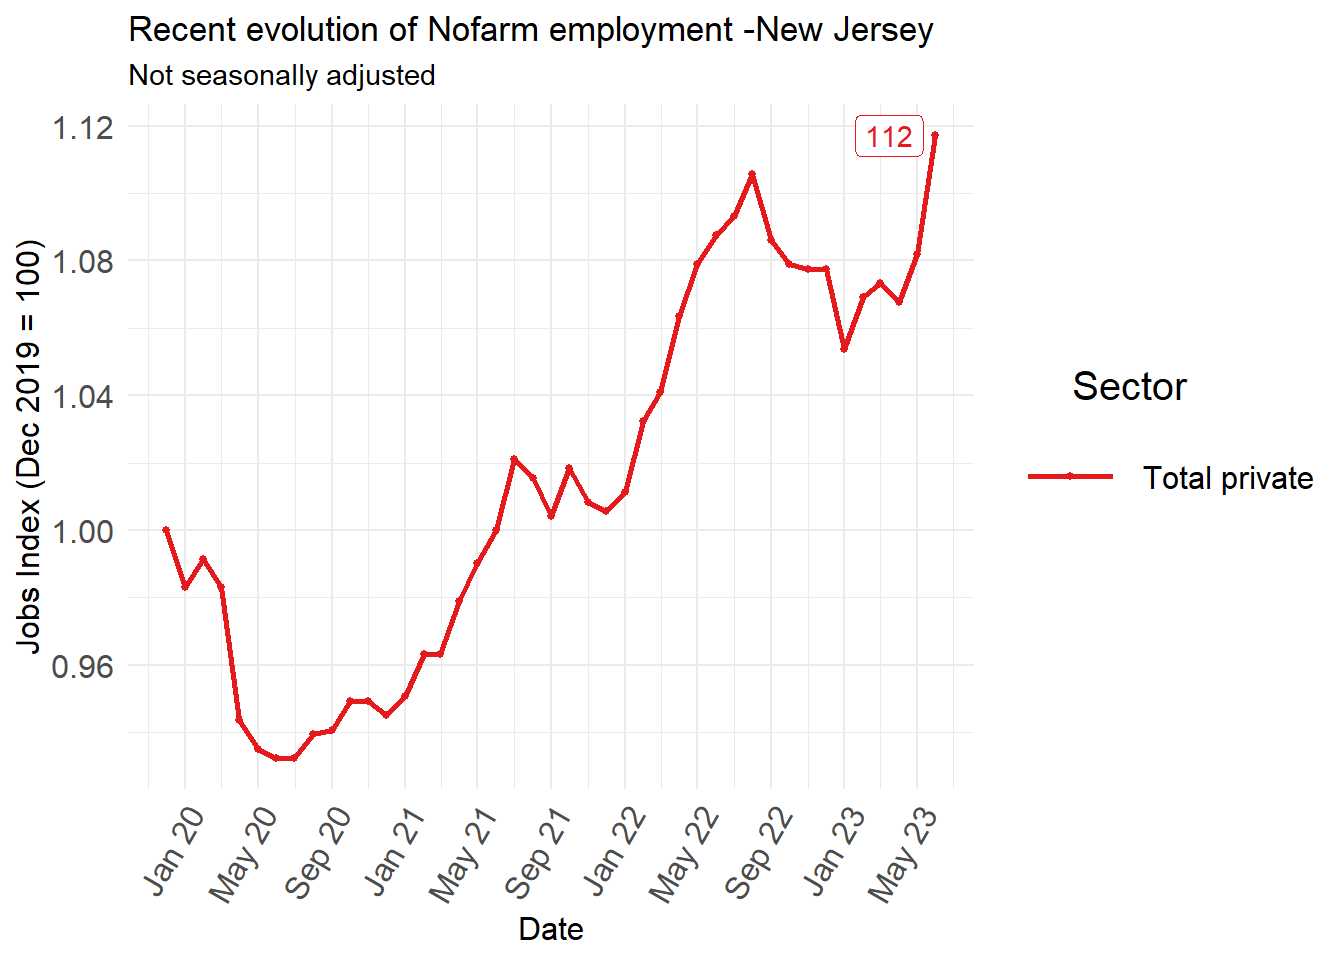 Recent evolution of Nofarm employment -New Jersey
Not seasonally adjusted
Jobs Index (Dec 2019 = 100)
1.12
1.08
1.04
1.00
0.96
112
Jan 20
May 20
Sep 20
Jan 21
May 21
Sep 21
Jan 22
May 22
Sep 22
Jan 23
May 23
Date
Sector
Total private